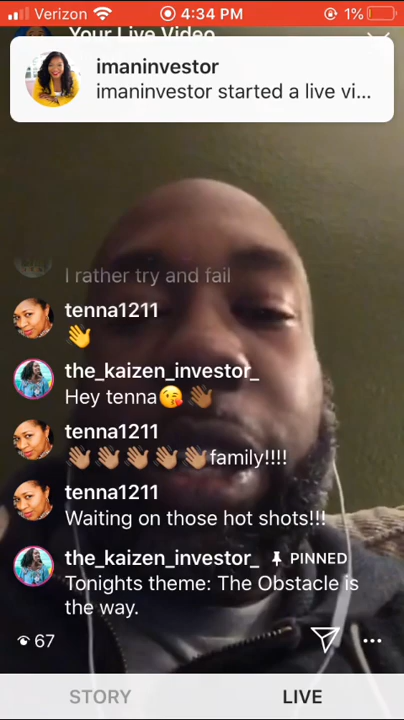 Verizon 4:34 PM 1%
Your Live Video
imaninvestor
imaninvestor started a live vi...
I rather try and fail
tenna1211
👋
the_kaizen_investor_
Hey tenna😘👋🏾
tenna1211
👋🏽👋🏽👋🏽👋🏽👋🏽family!!!!
tenna1211
Waiting on those hot shots!!!
the_kaizen_investor_ PINNED
Tonights theme: The Obstacle is
the way.
67
STORY LIVE